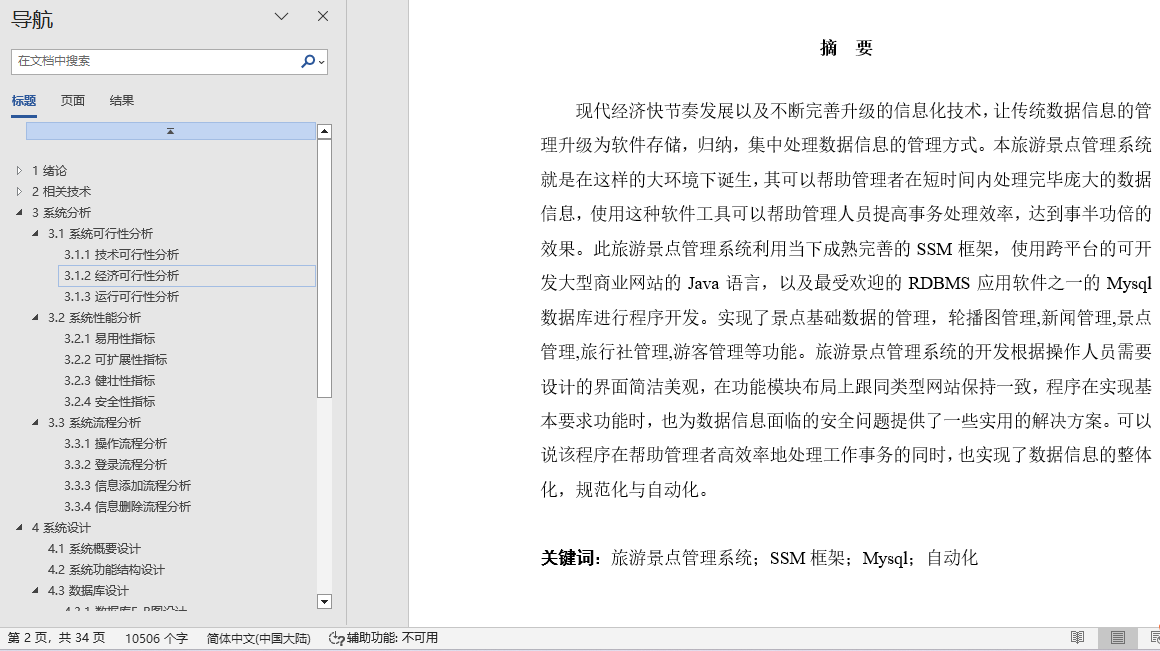 导航
在文档中搜索
标题 页面 结果
1 绪论
2 相关技术
3 系统分析
3.1 系统可行性分析
3.1.1 技术可行性分析
3.1.2 经济可行性分析
3.1.3 运行可行性分析
3.2 系统性能分析
3.2.1 易用性指标
3.2.2 可扩展性指标
3.2.3 健壮性指标
3.2.4 安全性指标
3.3 系统流程分析
3.3.1 操作流程分析
3.3.2 登录流程分析
3.3.3 信息添加流程分析
3.3.4 信息删除流程分析
4 系统设计
4.1 系统概要设计
4.2 系统功能结构设计
4.3 数据库设计
4.3.1 数据库E-R图设计
摘 要
现代经济快节奏发展以及不断完善升级的信息化技术，让传统数据信息的管
理升级为软件存储，归纳，集中处理数据信息的管理方式。本旅游景点管理系统
就是在这样的大环境下诞生，其可以帮助管理者在短时间内处理完毕庞大的数据
信息，使用这种软件工具可以帮助管理人员提高事务处理效率，达到事半功倍的
效果。此旅游景点管理系统利用当下成熟完善的 SSM 框架，使用跨平台的可开
发大型商业网站的 Java 语言，以及最受欢迎的 RDBMS 应用软件之一的 Mysql
数据库进行程序开发。实现了景点基础数据的管理，轮播图管理,新闻管理,景点
管理,旅行社管理,游客管理等功能。旅游景点管理系统的开发根据操作人员需要
设计的界面简洁美观，在功能模块布局上跟同类型网站保持一致，程序在实现基
本要求功能时，也为数据信息面临的安全问题提供了一些实用的解决方案。可以
说该程序在帮助管理者高效率地处理工作事务的同时，也实现了数据信息的整体
化，规范化与自动化。
关键词：旅游景点管理系统；SSM 框架；Mysql；自动化
第 2 页，共 34 页 10506 个字 简体中文(中国大陆) 辅助功能: 不可用